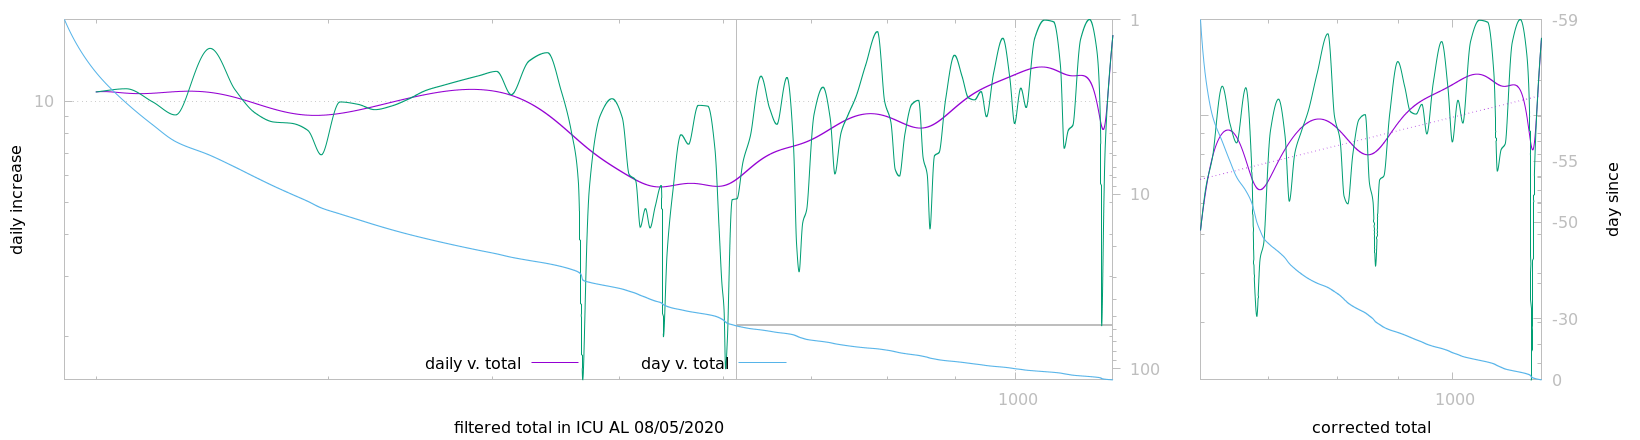 daily increase
10
1
10
100
1000
daily v. total
day v. total
filtered total in ICU AL 08/05/2020
-59
-55
-50
-30
0
1000
day since
corrected total